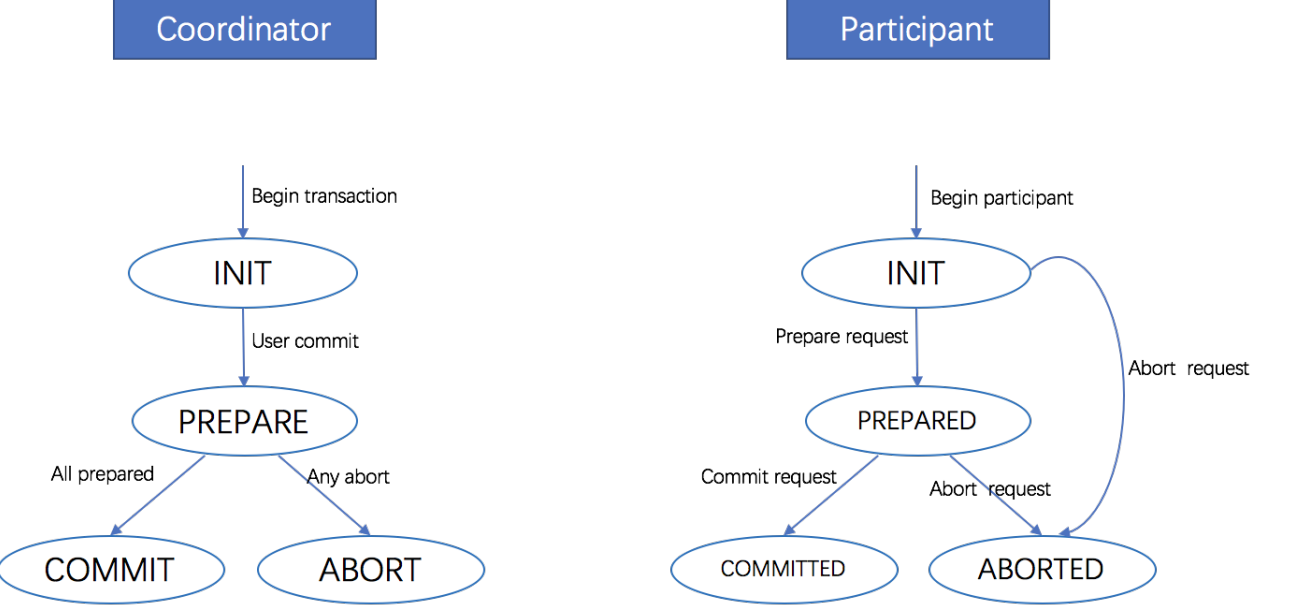 Coordinator
Participant
Begin transaction
Begin participant
INIT
INIT
User commit
Prepare request
Abort request
PREPARE
PREPARED
All prepared
Any abort
Commit request
Abort request
COMMIT
ABORT
COMMITTED
ABORTED